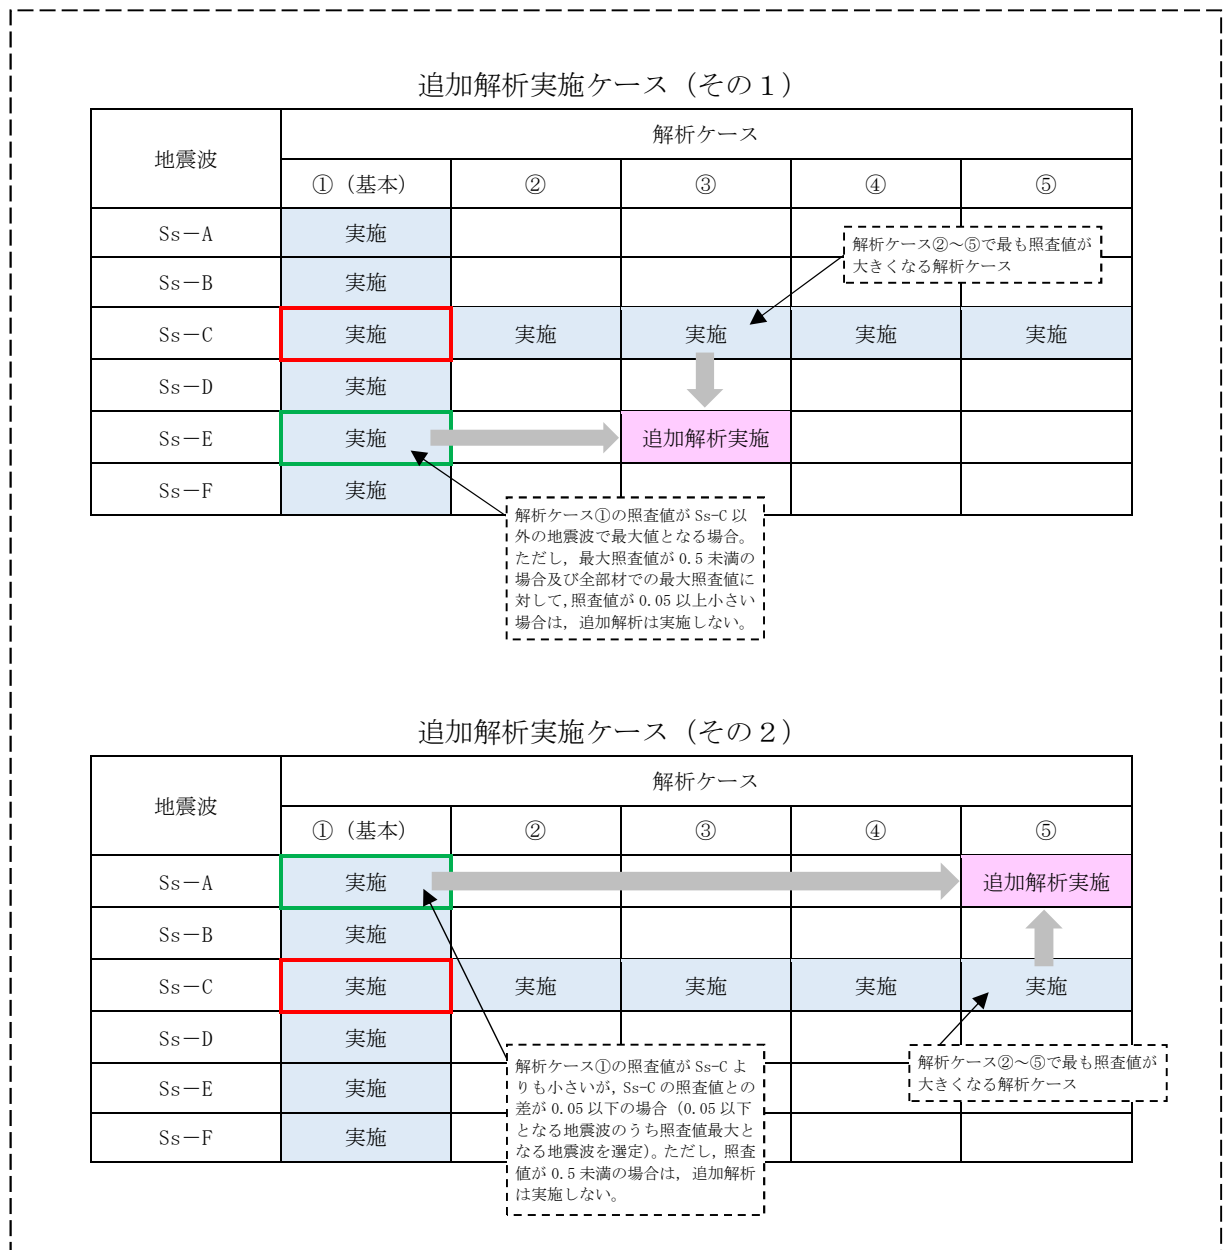 追加解析実施ケース（その１）
地震波
解析ケース
①（基本）
②
③
④
⑤
Ss－A
実施
解析ケース②～⑤で最も照査値が
大きくなる解析ケース
Ss－B
実施
Ss－C
実施
実施
実施
実施
実施
Ss－D
実施
Ss－E
実施
追加解析実施
Ss－F
実施
解析ケース①の照査値が Ss-C 以
外の地震波で最大値となる場合。
ただし，最大照査値が 0.5 未満の
場合及び全部材での最大照査値に
対して，照査値が 0.05 以上小さい
場合は，追加解析は実施しない。
追加解析実施ケース（その２）
地震波
解析ケース
①（基本）
②
③
④
⑤
Ss－A
実施
追加解析実施
Ss－B
実施
Ss－C
実施
実施
実施
実施
実施
Ss－D
実施
Ss－E
実施
Ss－F
実施
解析ケース①の照査値が Ss-C よ
りも小さいが，Ss-C の照査値との
差が 0.05 以下の場合（0.05 以下
となる地震波のうち照査値最大と
なる地震波を選定）。ただし，照査
値が 0.5 未満の場合は，追加解析
は実施しない。
解析ケース②～⑤で最も照査値が
大きくなる解析ケース